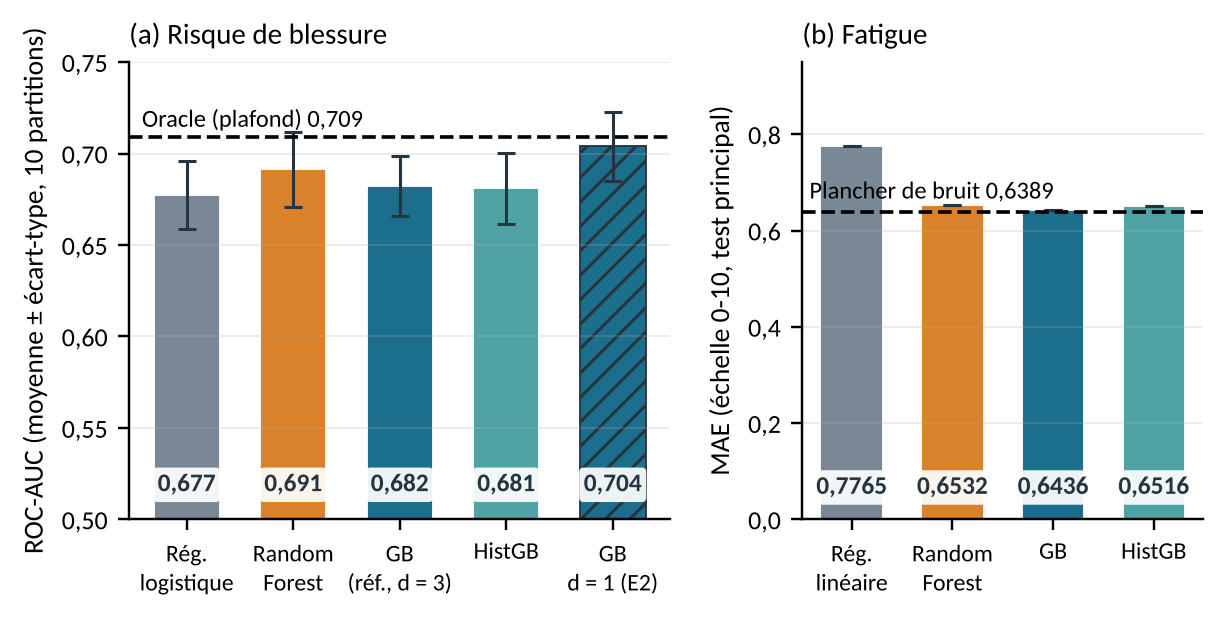 (a) Risque de blessure
ROC-AUC (moyenne ± écart-type, 10 partitions)
0,75
0,70
0,65
0,60
0,55
0,50
Oracle (plafond) 0,709
0,677
0,691
0,682
0,681
0,704
Rég.
logistique
Random
Forest
GB
(réf., d = 3)
HistGB
GB
d = 1 (E2)
(b) Fatigue
MAE (échelle 0-10, test principal)
0,8
0,6
0,4
0,2
0,0
Plancher de bruit 0,6389
0,7765
0,6532
0,6436
0,6516
Rég.
linéaire
Random
Forest
GB
HistGB